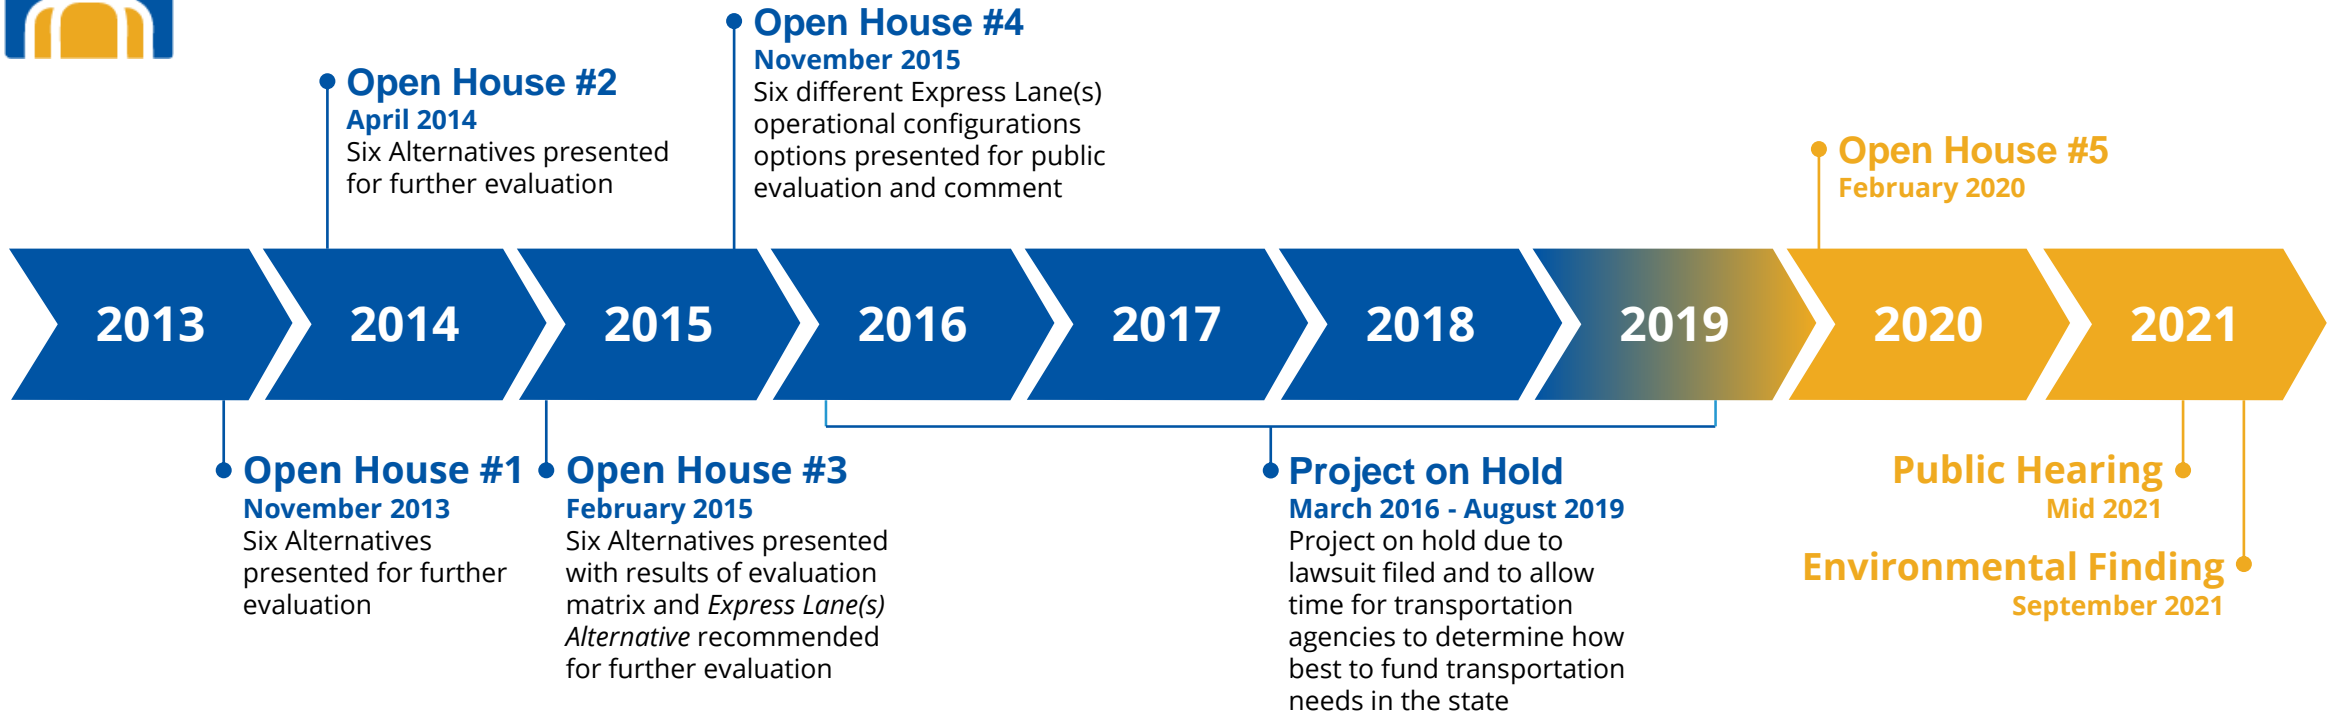 Open House #4
November 2015
Six different Express Lane(s)
operational configurations
options presented for public
evaluation and comment
Open House #2
April 2014
Six Alternatives presented
for further evaluation
Open House #5
February 2020
2013
2014
2015
2016
2017
2018
2019
2020
2021
Open House #1
November 2013
Six Alternatives
presented for further
evaluation
Open House #3
February 2015
Six Alternatives presented
with results of evaluation
matrix and Express Lane(s)
Alternative recommended
for further evaluation
Project on Hold
March 2016 - August 2019
Project on hold due to
lawsuit filed and to allow
time for transportation
agencies to determine how
best to fund transportation
needs in the state
Public Hearing
Mid 2021
Environmental Finding
September 2021